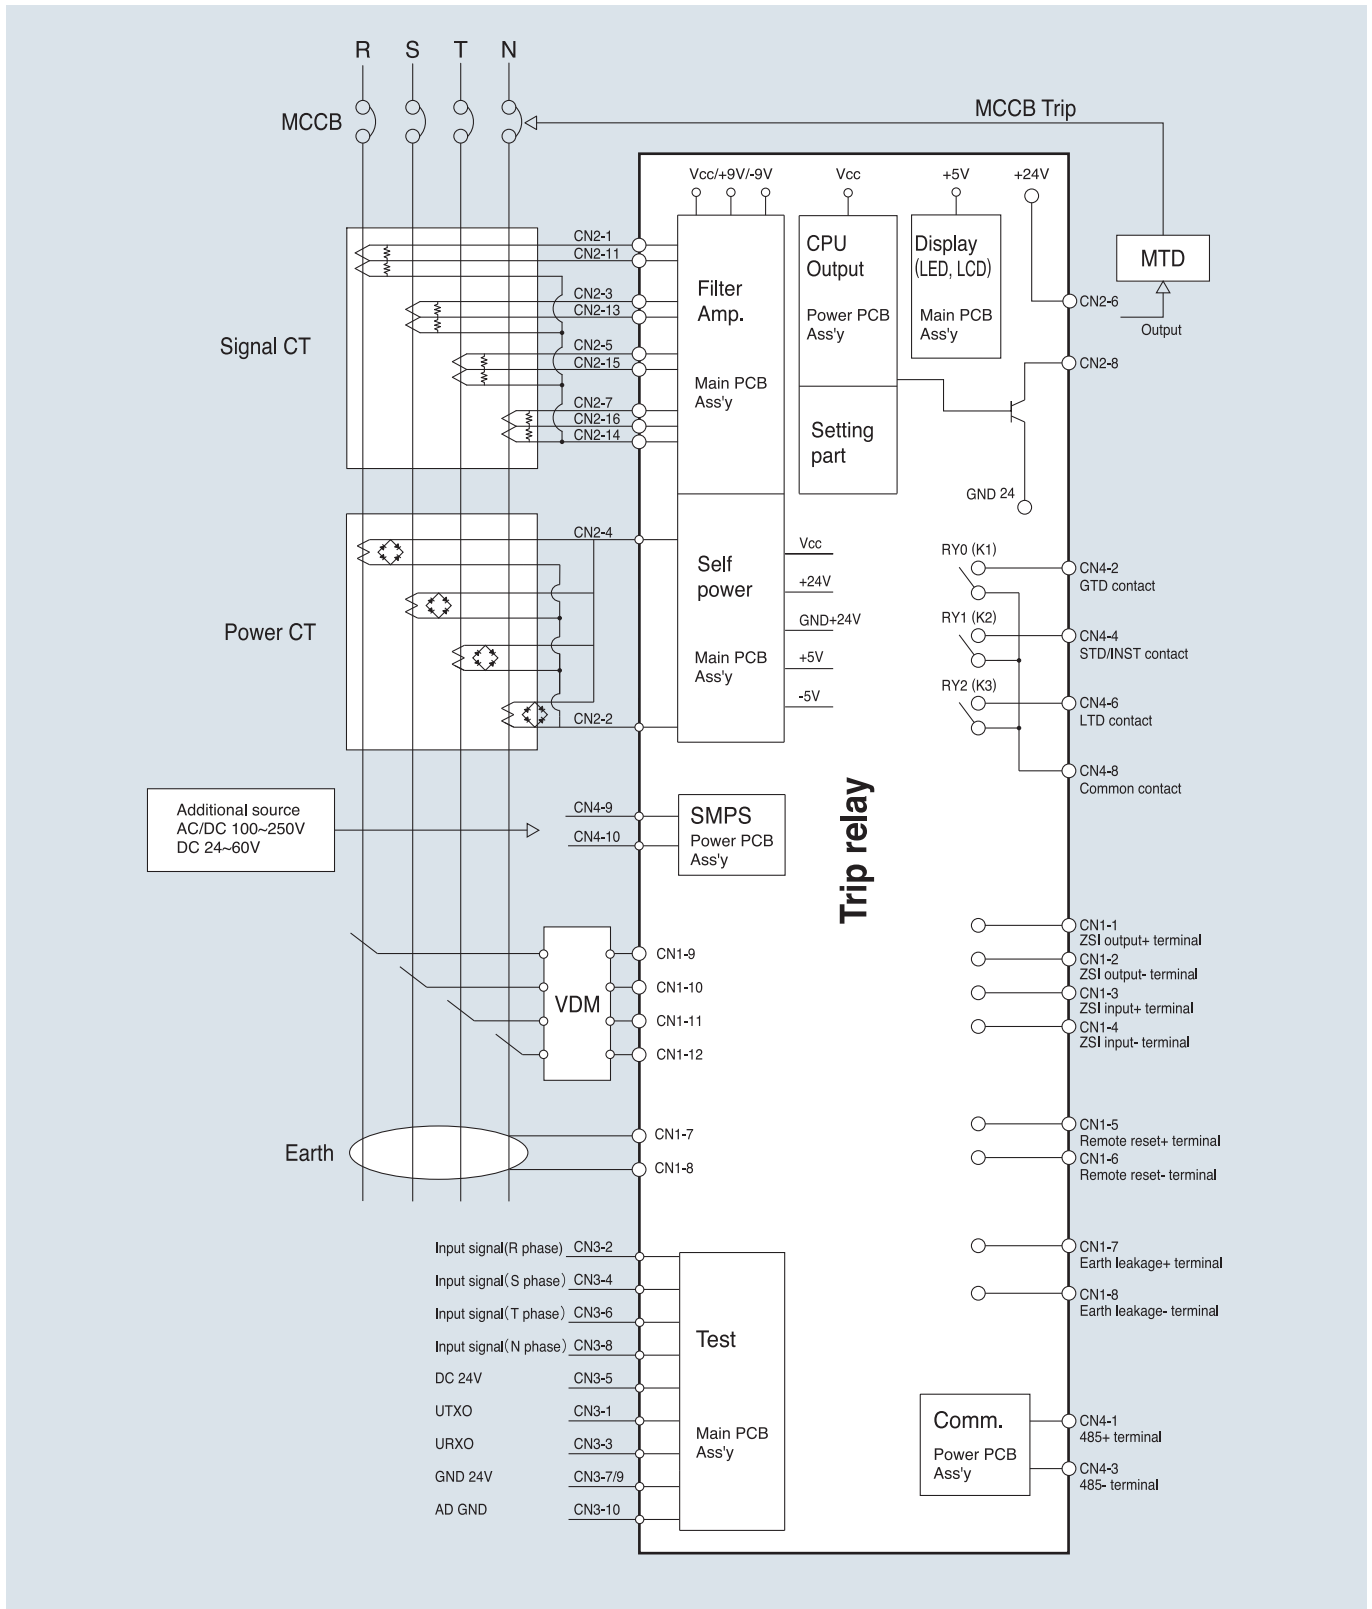 R S T N
MCCB
MCCB Trip
Vcc/+9V/-9V
Vcc
+5V
+24V
CN2-1
CN2-11
CN2-3
CN2-13
CN2-5
CN2-15
CN2-7
CN2-16
CN2-14
Signal CT
Filter
Amp.
Main PCB
Ass'y
CPU
Output
Power PCB
Ass'y
Setting
part
Display
(LED, LCD)
Main PCB
Ass'y
MTD
Output
CN2-6
CN2-8
GND 24
Power CT
CN2-4
CN2-2
Self
power
Main PCB
Ass'y
Vcc
+24V
GND+24V
+5V
-5V
RY0 (K1)
CN4-2
GTD contact
RY1 (K2)
CN4-4
STD/INST contact
RY2 (K3)
CN4-6
LTD contact
CN4-8
Common contact
Additional source
AC/DC 100~250V
DC 24~60V
CN4-9
CN4-10
SMPS
Power PCB
Ass'y
Trip relay
VDM
CN1-9
CN1-10
CN1-11
CN1-12
CN1-1
ZSI output+ terminal
CN1-2
ZSI output- terminal
CN1-3
ZSI input+ terminal
CN1-4
ZSI input- terminal
Earth
CN1-7
CN1-8
CN1-5
Remote reset+ terminal
CN1-6
Remote reset- terminal
CN1-7
Earth leakage+ terminal
CN1-8
Earth leakage- terminal
Input signal(R phase) CN3-2
Input signal(S phase) CN3-4
Input signal(T phase) CN3-6
Input signal(N phase) CN3-8
DC 24V CN3-5
UTXO CN3-1
URXO CN3-3
GND 24V CN3-7/9
AD GND CN3-10
Test
Main PCB
Ass'y
Comm.
Power PCB
Ass'y
CN4-1
485+ terminal
CN4-3
485- terminal